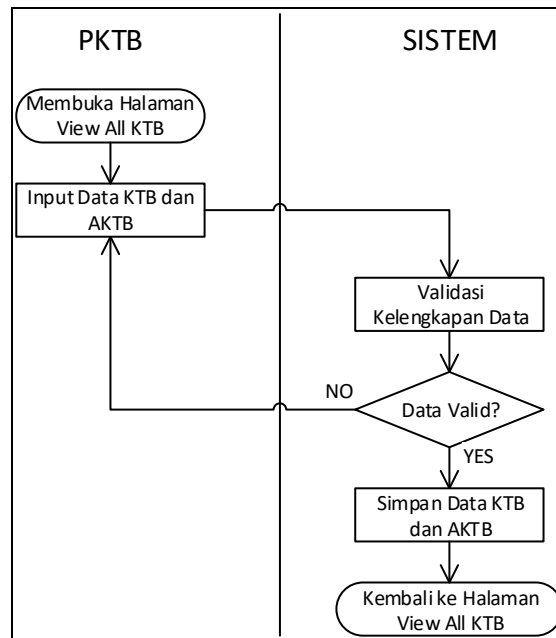 PKTB
SISTEM
Membuka Halaman
View All KTB
Input Data KTB dan
AKTB
Validasi
Kelengkapan Data
Data Valid?
NO
YES
Simpan Data KTB
dan AKTB
Kembali ke Halaman
View All KTB